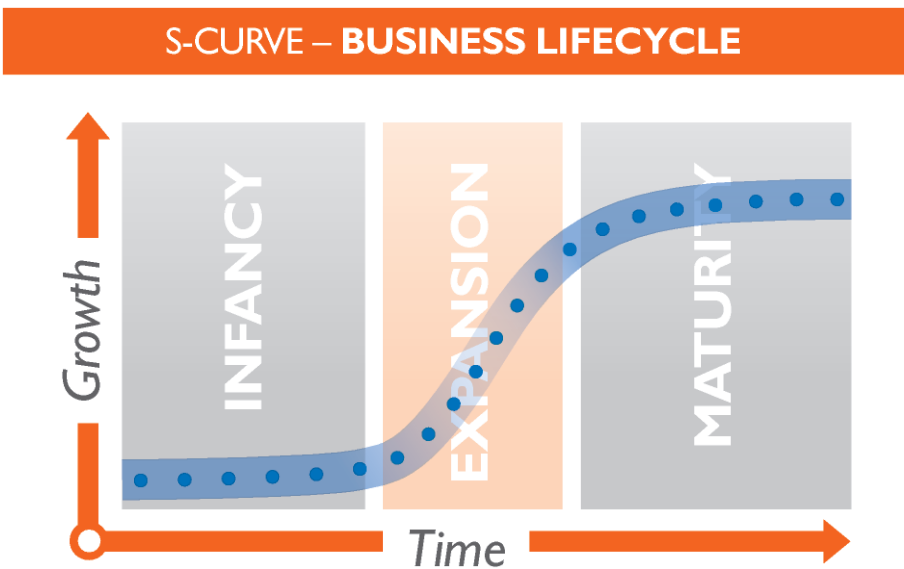 S-CURVE – BUSINESS LIFECYCLE
Growth
INFANCY
EXPANSION
MATURITY
Time